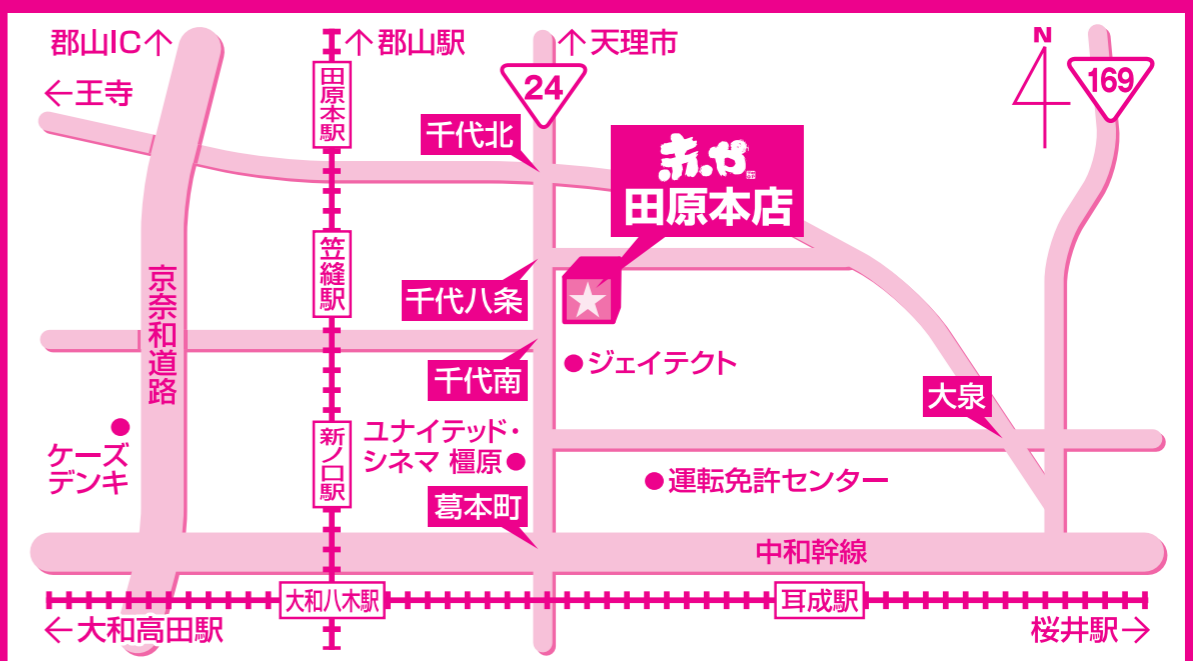 郡山IC↑
↑郡山駅
↑天理市
N
←王寺
24
169
田原本駅
千代北
赤や
田原本店
笠縫駅
京奈和道路
千代八条
千代南
●ジェイテクト
大泉
ケーズ
デンキ
新ノ口駅
ユナイテッド・
シネマ 橿原●
●運転免許センター
葛本町
中和幹線
大和八木駅
耳成駅
←大和高田駅
桜井駅→